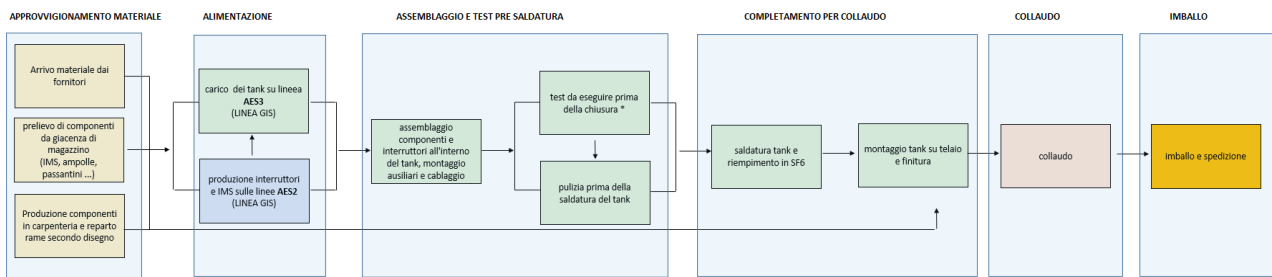 APPROVVIGIONAMENTO MATERIALE
ALIMENTAZIONE
ASSEMBLAGGIO E TEST PRE SALDATURA
COMPLETAMENTO PER COLLAUDO
COLLAUDO
IMBALLO
Arrivo materiale dai
fornitori
prelievo di componenti
da giacenza di
magazzino
(IMS, ampolle,
passantini ...)
Produzione componenti
in carpenteria e reparto
rame secondo disegno
carico dei tank su lineea
AES3
(LINEA GIS)
produzione interruttori
e IMS sulle linee AES2
(LINEA GIS)
assemblaggio
componenti e
interruttori all'interno
del tank, montaggio
ausiliari e cablaggio
test da eseguire prima
della chiusura *
pulizia prima della
saldatura del tank
saldatura tank e
riempimento in SF6
montaggio tank su telaio
e finitura
collaudo
imballo e spedizione